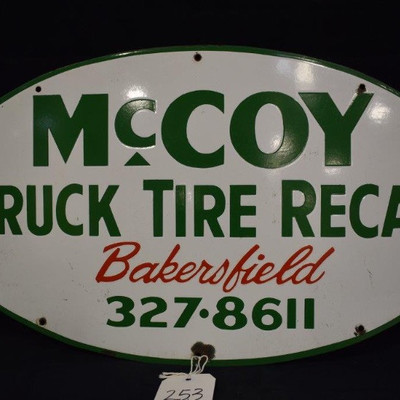 McCOY
RUCK TIRE RECA
Bakersfield
327•8611
253